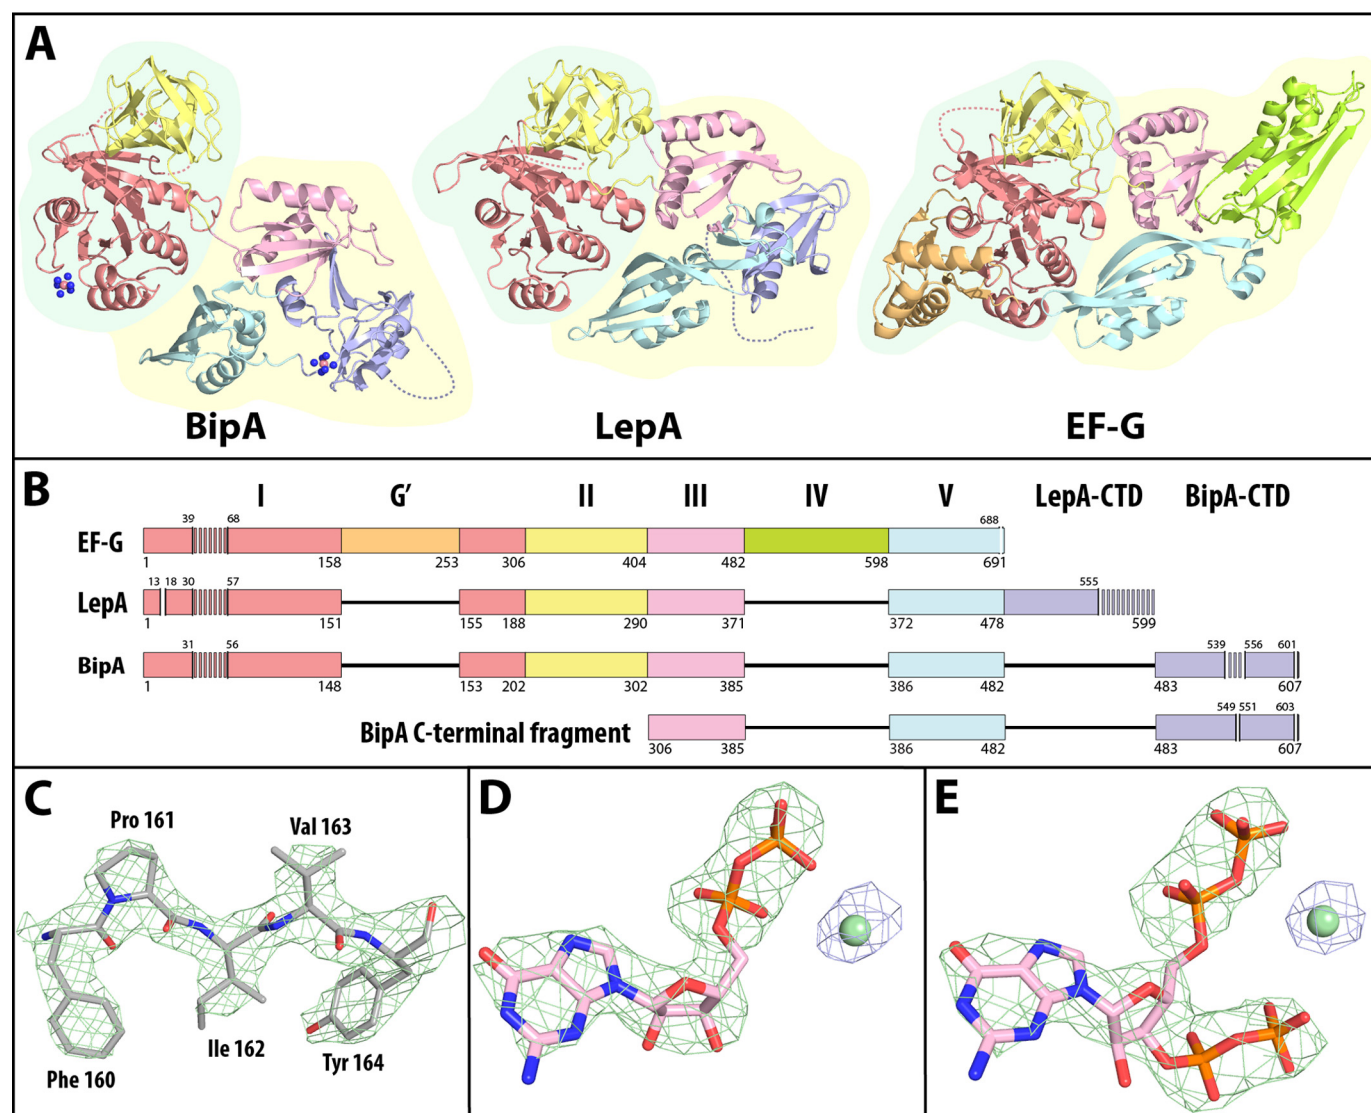 A
BipA
LepA
EF-G
B
I G′ II III IV V LepA-CTD BipA-CTD
39 68 688
EF-G
1 158 253 306 404 482 598 691
13 18 30 57 555
LepA
1 151 155 188 290 371 372 478 599
31 56 539 556 601
BipA
1 148 153 202 302 385 386 482 483 607
549 551 603
BipA C-terminal fragment
306 385 386 482 483 607
C
Pro 161
Val 163
Ile 162
Tyr 164
Phe 160
D
E